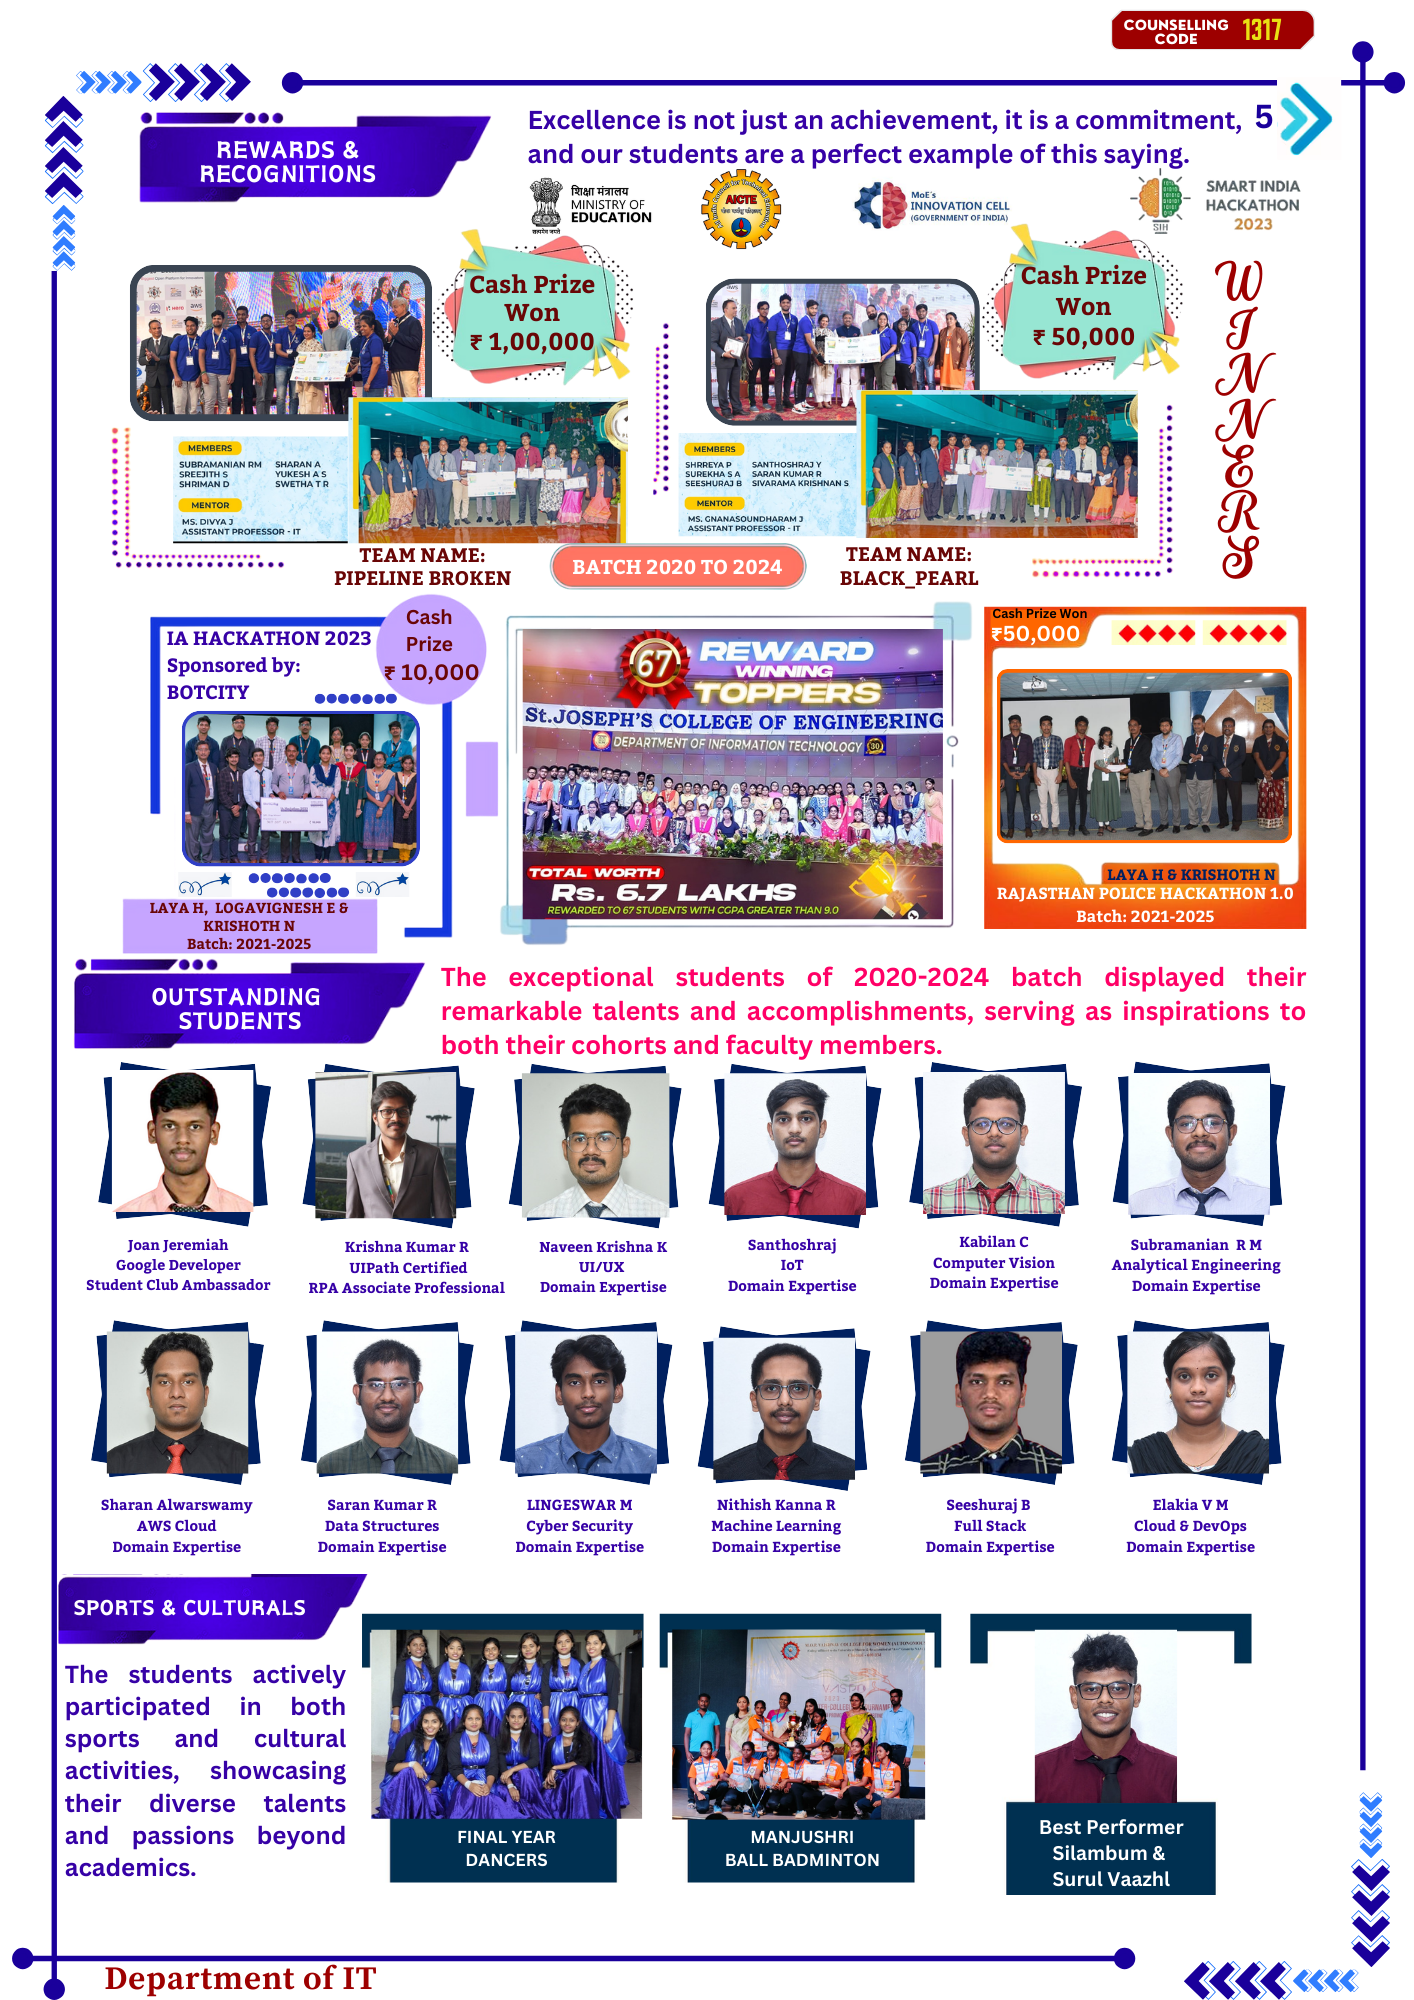 COUNSELLING
CODE
1317
5
REWARDS &
RECOGNITIONS
Excellence is not just an achievement, it is a commitment,
and our students are a perfect example of this saying.
शिक्षा मंत्रालय
MINISTRY OF
EDUCATION
सत्यमेव जयते
AICTE
MoE's
INNOVATION CELL
(GOVERNMENT OF INDIA)
SIH
SMART INDIA
HACKATHON
2023
Cash Prize
Won
₹ 1,00,000
Cash Prize
Won
₹ 50,000
WINNERS
MEMBERS
SUBRAMANIAN RM SHARAN A
SREEJITH S YUKESH A S
SHRIMAN D SWETHA T R
MENTOR
MS. DIVYA J
ASSISTANT PROFESSOR - IT
TEAM NAME:
PIPELINE BROKEN
BATCH 2020 TO 2024
MEMBERS
SHRREYA P SANTHOSHRAJ Y
SUREKHA S A SARAN KUMAR R
SEESHURAJ B SIVARAMA KRISHNAN S
MENTOR
MS. GNANASOUNDHARAM J
ASSISTANT PROFESSOR - IT
TEAM NAME:
BLACK_PEARL
IA HACKATHON 2023
Sponsored by:
BOTCITY
Cash
Prize
₹ 10,000
LAYA H, LOGAVIGNESH E &
KRISHOTH N
Batch: 2021-2025
67
REWARD
WINNING
TOPPERS
St.JOSEPH'S COLLEGE OF ENGINEERING
DEPARTMENT OF INFORMATION TECHNOLOGY
30
TOTAL WORTH
Rs. 6.7 LAKHS
REWARDED TO 67 STUDENTS WITH CGPA GREATER THAN 9.0
1
Cash Prize Won
₹50,000
LAYA H & KRISHOTH N
RAJASTHAN POLICE HACKATHON 1.0
Batch: 2021-2025
OUTSTANDING
STUDENTS
The exceptional students of 2020-2024 batch displayed their
remarkable talents and accomplishments, serving as inspirations to
both their cohorts and faculty members.
Joan Jeremiah
Google Developer
Student Club Ambassador
Krishna Kumar R
UIPath Certified
RPA Associate Professional
Naveen Krishna K
UI/UX
Domain Expertise
Santhoshraj
IoT
Domain Expertise
Kabilan C
Computer Vision
Domain Expertise
Subramanian R M
Analytical Engineering
Domain Expertise
Sharan Alwarswamy
AWS Cloud
Domain Expertise
Saran Kumar R
Data Structures
Domain Expertise
LINGESWAR M
Cyber Security
Domain Expertise
Nithish Kanna R
Machine Learning
Domain Expertise
Seeshuraj B
Full Stack
Domain Expertise
Elakia V M
Cloud & DevOps
Domain Expertise
SPORTS & CULTURALS
The students actively
participated in both
sports and cultural
activities, showcasing
their diverse talents
and passions beyond
academics.
FINAL YEAR
DANCERS
MANJUSHRI
BALL BADMINTON
Best Performer
Silambum &
Surul Vaazhl
Department of IT